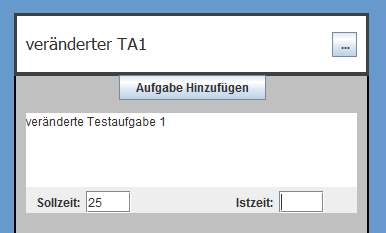 veränderter TA1
...
Aufgabe Hinzufügen
veränderte Testaufgabe 1
Sollzeit: 25 Istzeit: